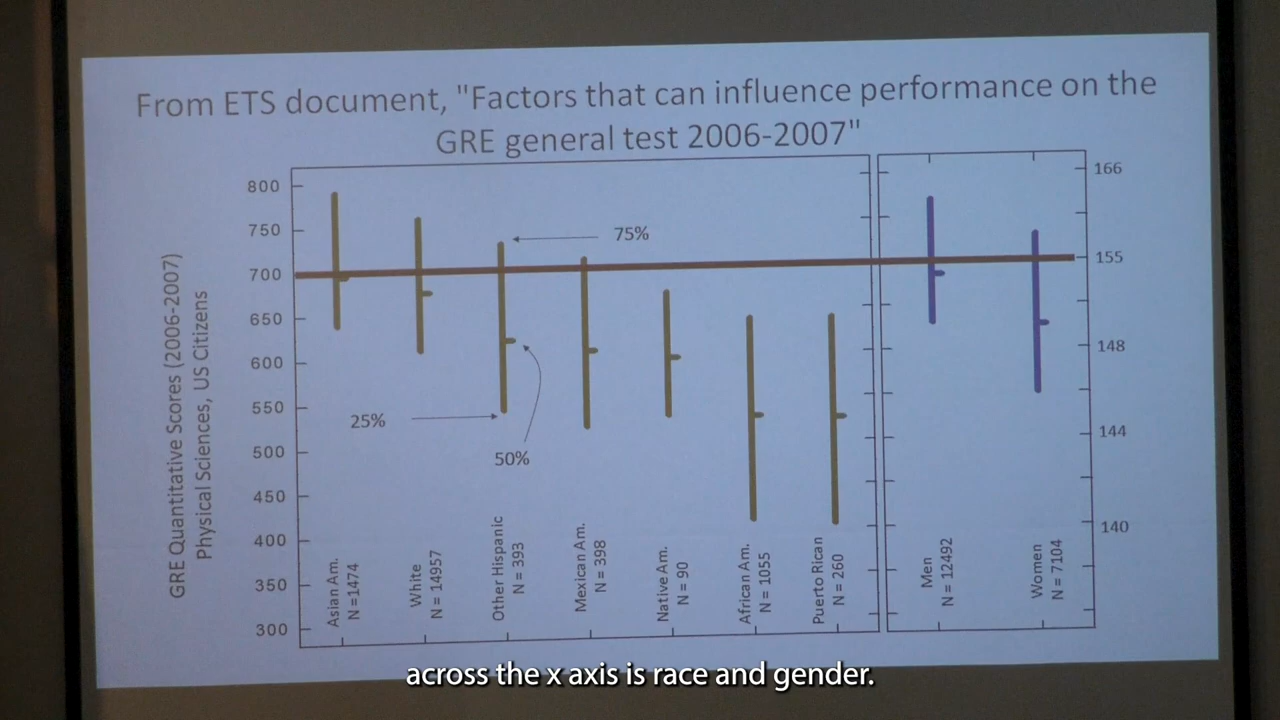 From ETS document, "Factors that can influence performance on the
GRE general test 2006-2007"
GRE Quantitative Scores (2006-2007)
Physical Sciences, US Citizens
800
750
700
650
600
550
500
450
400
350
300
75%
25%
50%
Asian Am.
N =1474
White
N = 14957
Other Hispanic
N = 393
Mexican Am.
N = 398
Native Am.
N = 90
African Am.
N = 1055
Puerto Rican
N = 260
Men
N = 12492
Women
N = 7104
166
155
148
144
140
across the x axis is race and gender.